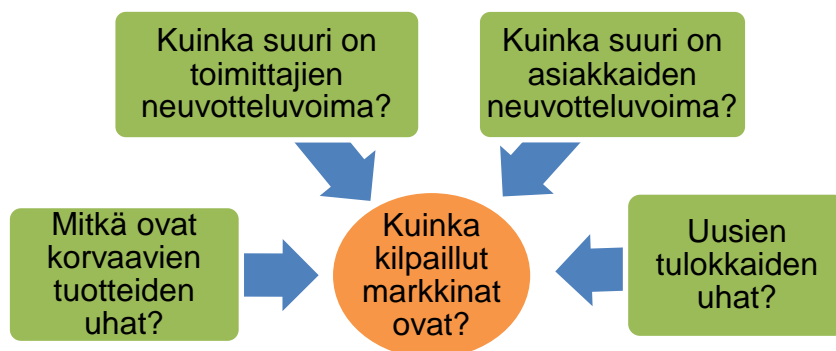 Kuinka suuri on
toimittajien
neuvotteluvoima?
Kuinka suuri on
asiakkaiden
neuvotteluvoima?
Mitkä ovat
korvaavien
tuotteiden
uhat?
Kuinka
kilpaillut
markkinat
ovat?
Uusien
tulokkaiden
uhat?